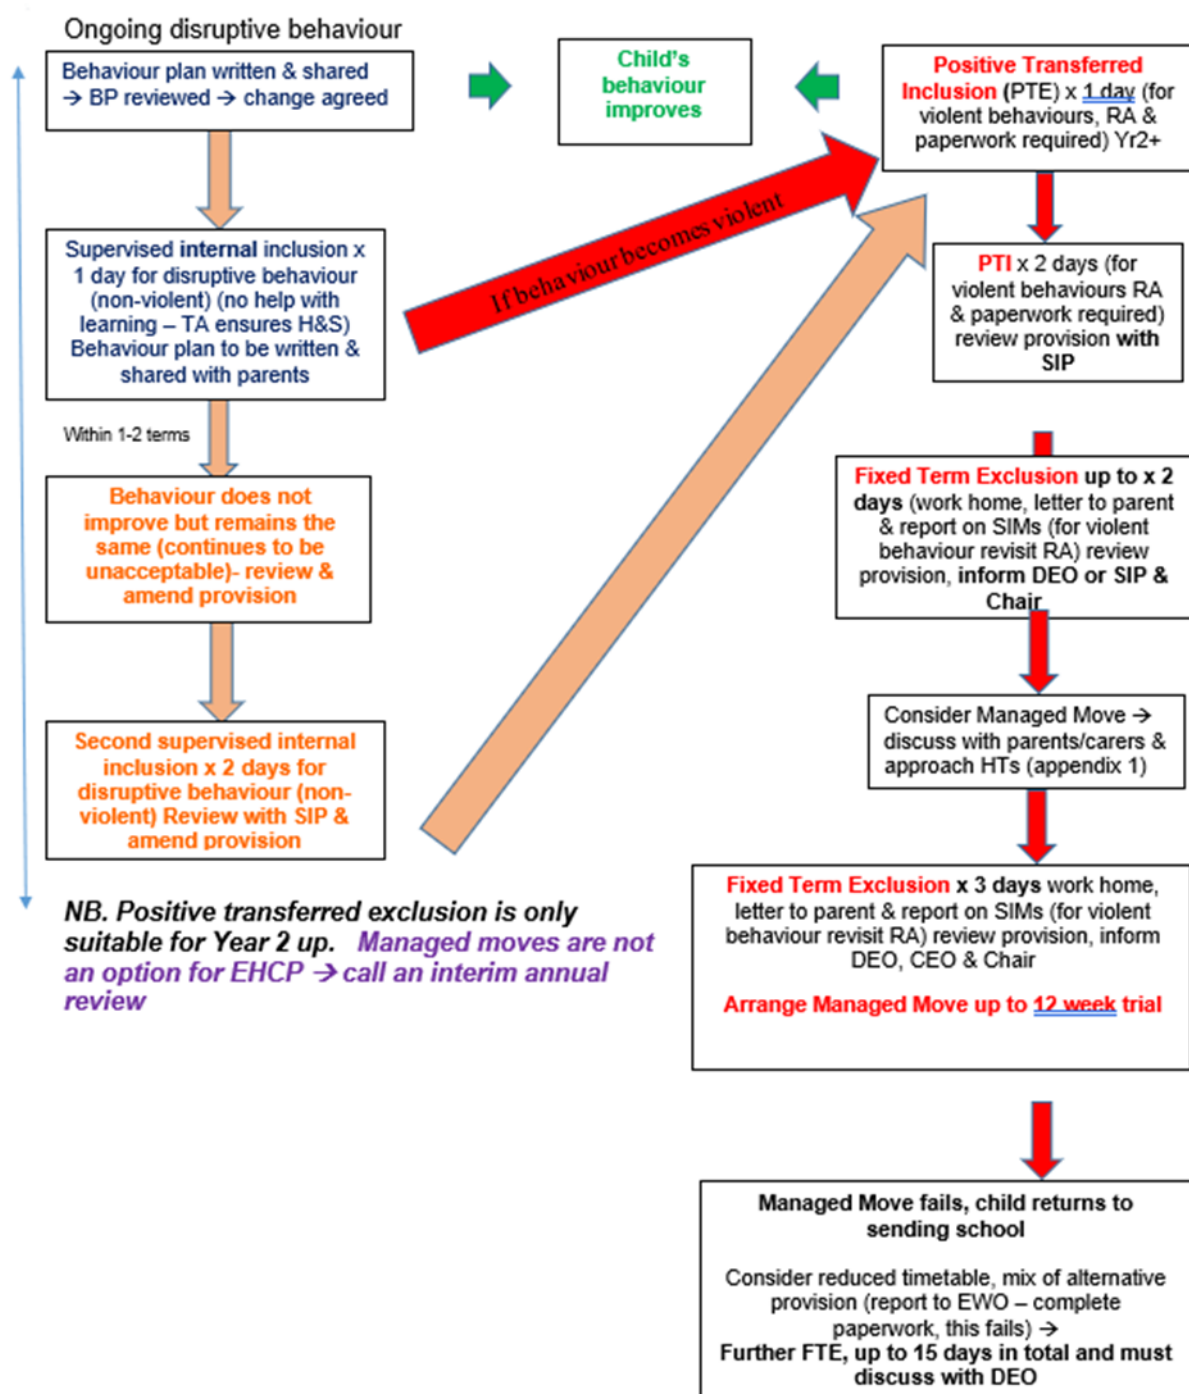 Ongoing disruptive behaviour
Behaviour plan written & shared
→ BP reviewed → change agreed
Child's
behaviour
improves
Positive Transferred
Inclusion (PTE) x 1 day (for
violent behaviours, RA &
paperwork required) Yr2+
If behaviour becomes violent
Supervised internal inclusion x
1 day for disruptive behaviour
(non-violent) (no help with
learning – TA ensures H&S)
Behaviour plan to be written &
shared with parents
PTI x 2 days (for
violent behaviours RA
& paperwork required)
review provision with
SIP
Within 1-2 terms
Behaviour does not
improve but remains the
same (continues to be
unacceptable)- review &
amend provision
Fixed Term Exclusion up to x 2
days (work home, letter to parent
& report on SIMs (for violent
behaviour revisit RA) review
provision, inform DEO or SIP &
Chair
Second supervised internal
inclusion x 2 days for
disruptive behaviour (non-
violent) Review with SIP &
amend provision
Consider Managed Move →
discuss with parents/carers &
approach HTs (appendix 1)
NB. Positive transferred exclusion is only
suitable for Year 2 up. Managed moves are not
an option for EHCP → call an interim annual
review
Fixed Term Exclusion x 3 days work home,
letter to parent & report on SIMs (for violent
behaviour revisit RA) review provision, inform
DEO, CEO & Chair
Arrange Managed Move up to 12 week trial
Managed Move fails, child returns to
sending school
Consider reduced timetable, mix of alternative
provision (report to EWO – complete
paperwork, this fails) →
Further FTE, up to 15 days in total and must
discuss with DEO